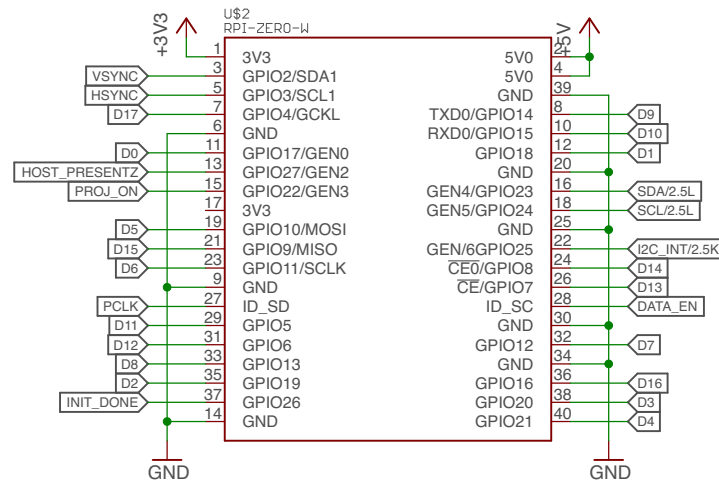 U$2
RPI-ZERO-W
+3V3
+5V
1 3V3
VSYNC 3 GPIO2/SDA1
HSYNC 5 GPIO3/SCL1
D17 7 GPIO4/GCKL
6 GND
D0 11 GPIO17/GEN0
HOST_PRESENTZ 13 GPIO27/GEN2
PROJ_ON 15 GPIO22/GEN3
17 3V3
D5 19 GPIO10/MOSI
D15 21 GPIO9/MISO
D6 23 GPIO11/SCLK
9 GND
PCLK 27 ID_SD
D11 29 GPIO5
D12 31 GPIO6
D8 33 GPIO13
D2 35 GPIO19
INIT_DONE 37 GPIO26
14 GND
GND
5V0 2
5V0 4
GND 39
TXD0/GPIO14 8 D9
RXD0/GPIO15 10 D10
GPIO18 12 D1
GND 20
GEN4/GPIO23 16 SDA/2.5L
GEN5/GPIO24 18 SCL/2.5L
GND 25
GEN/6GPIO25 22 I2C_INT/2.5K
CE0/GPIO8 24 D14
CE/GPIO7 26 D13
ID_SC 28 DATA_EN
GND 30
GPIO12 32 D7
GND 34
GPIO16 36 D16
GPIO20 38 D3
GPIO21 40 D4
GND